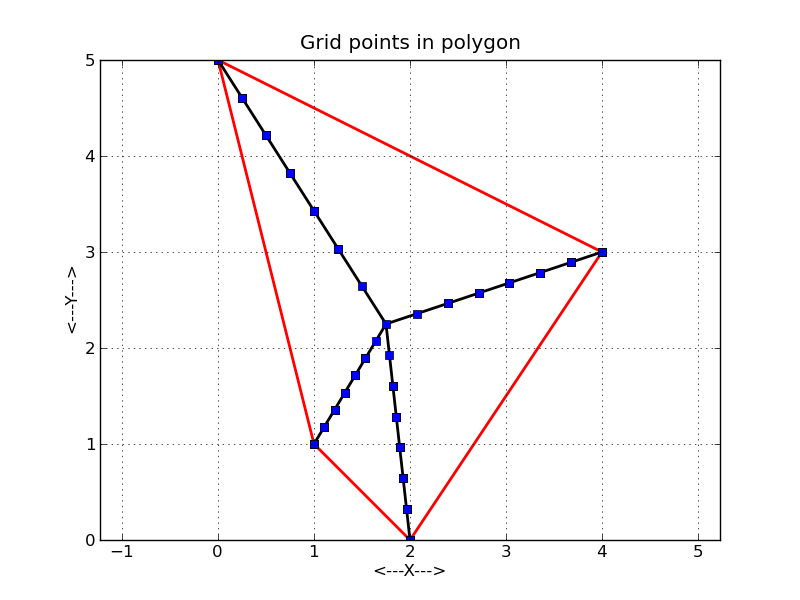 Grid points in polygon
5
4
3
2
1
0
<---Y--->
−1 0 1 2 3 4 5
<---X--->